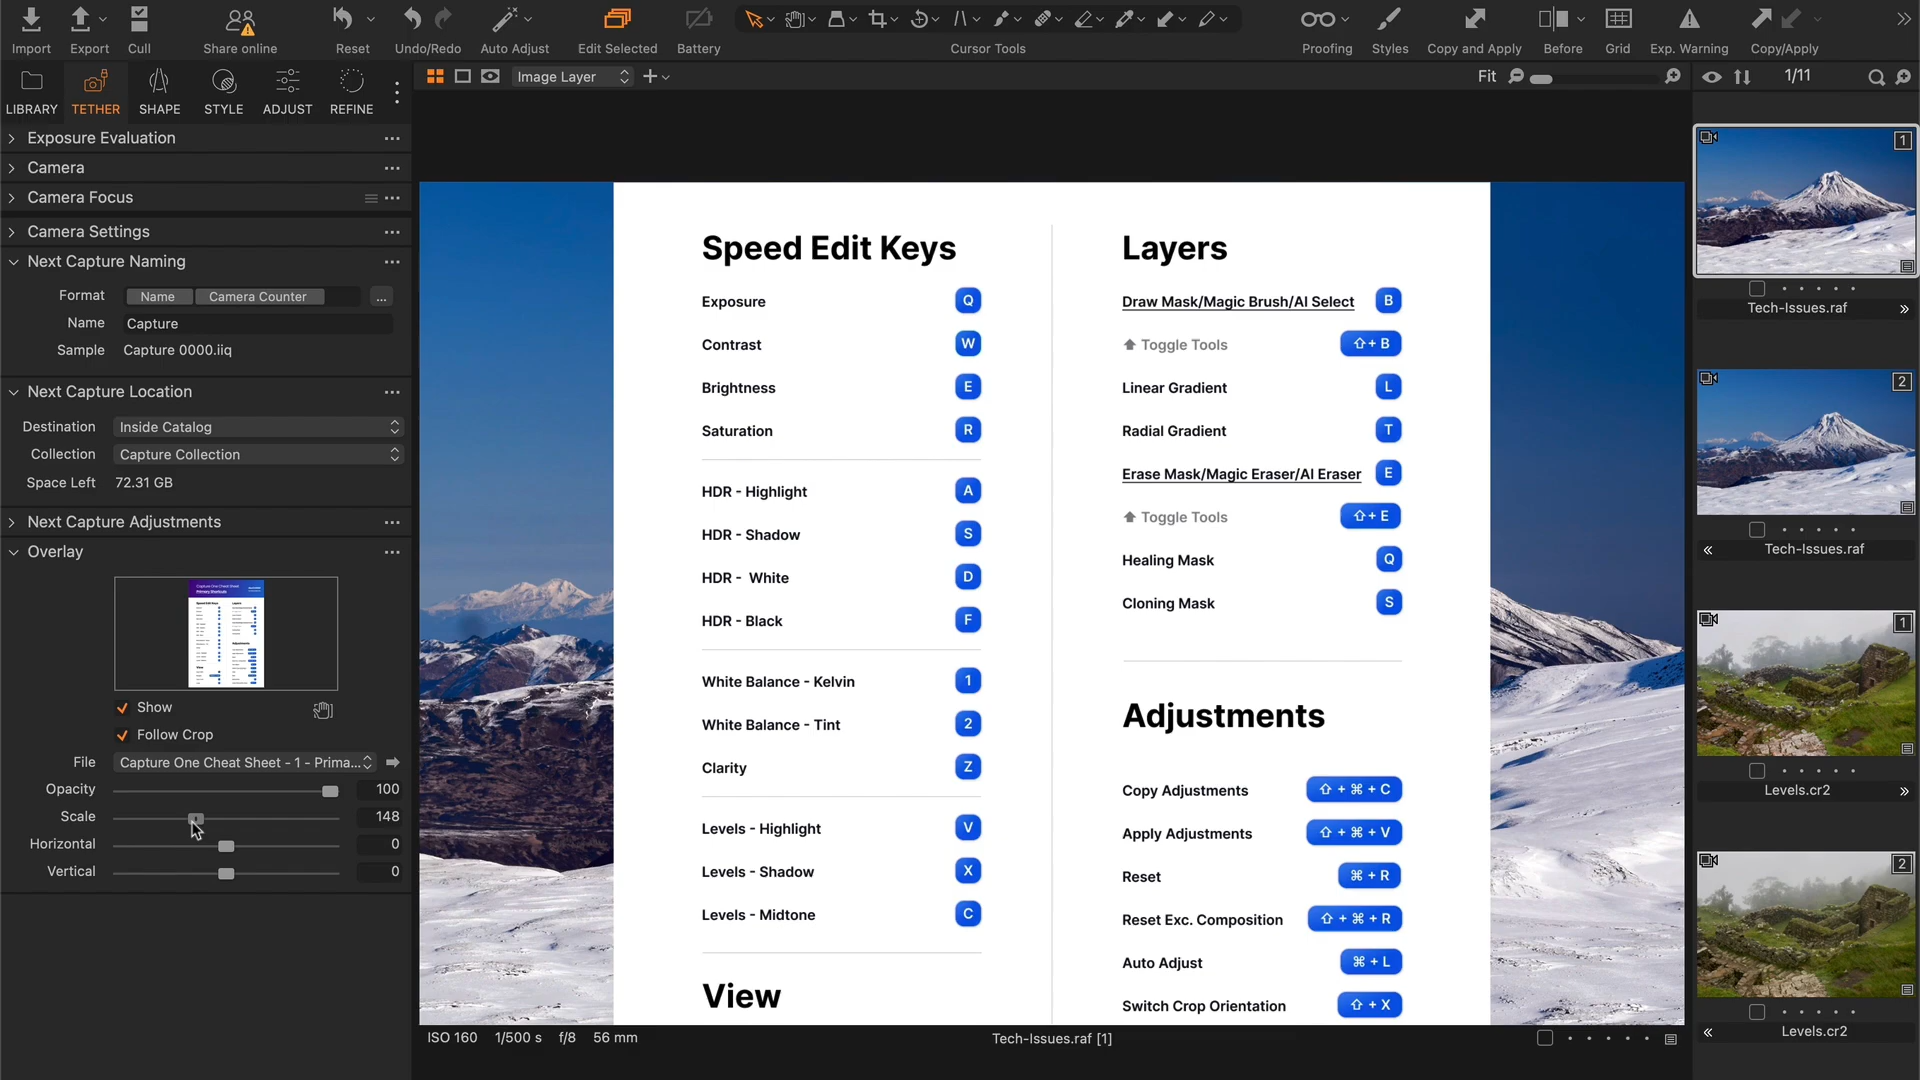 Import
Export
Cull
Share online
Reset
Undo/Redo
Auto Adjust
Edit Selected
Battery
Cursor Tools
Proofing
Styles
Copy and Apply
Before
Grid
Exp. Warning
Copy/Apply
LIBRARY
TETHER
SHAPE
STYLE
ADJUST
REFINE
Image Layer
Fit
1/11
Exposure Evaluation
Camera
Camera Focus
Camera Settings
Next Capture Naming
Format Name Camera Counter ...
Name Capture
Sample Capture 0000.iiq
Next Capture Location
Destination Inside Catalog
Collection Capture Collection
Space Left 72.31 GB
Next Capture Adjustments
Overlay
Capture One Cheat Sheet
Primary Shortcuts
Show
Follow Crop
File Capture One Cheat Sheet - 1 - Prima...
Opacity 100
Scale 148
Horizontal 0
Vertical 0
Speed Edit Keys
Exposure Q
Contrast W
Brightness E
Saturation R
HDR - Highlight A
HDR - Shadow S
HDR - White D
HDR - Black F
White Balance - Kelvin 1
White Balance - Tint 2
Clarity Z
Levels - Highlight V
Levels - Shadow X
Levels - Midtone C
View
Layers
Draw Mask/Magic Brush/AI Select B
Toggle Tools ⇧+ B
Linear Gradient L
Radial Gradient T
Erase Mask/Magic Eraser/AI Eraser E
Toggle Tools ⇧+ E
Healing Mask Q
Cloning Mask S
Adjustments
Copy Adjustments ⇧ + ⌘ + C
Apply Adjustments ⇧ + ⌘ + V
Reset ⌘ + R
Reset Exc. Composition ⇧ + ⌘ + R
Auto Adjust ⌘ + L
Switch Crop Orientation ⇧ + X
ISO 160 1/500 s f/8 56 mm
Tech-Issues.raf [1]
1
Tech-Issues.raf
2
Tech-Issues.raf
1
Levels.cr2
2
Levels.cr2